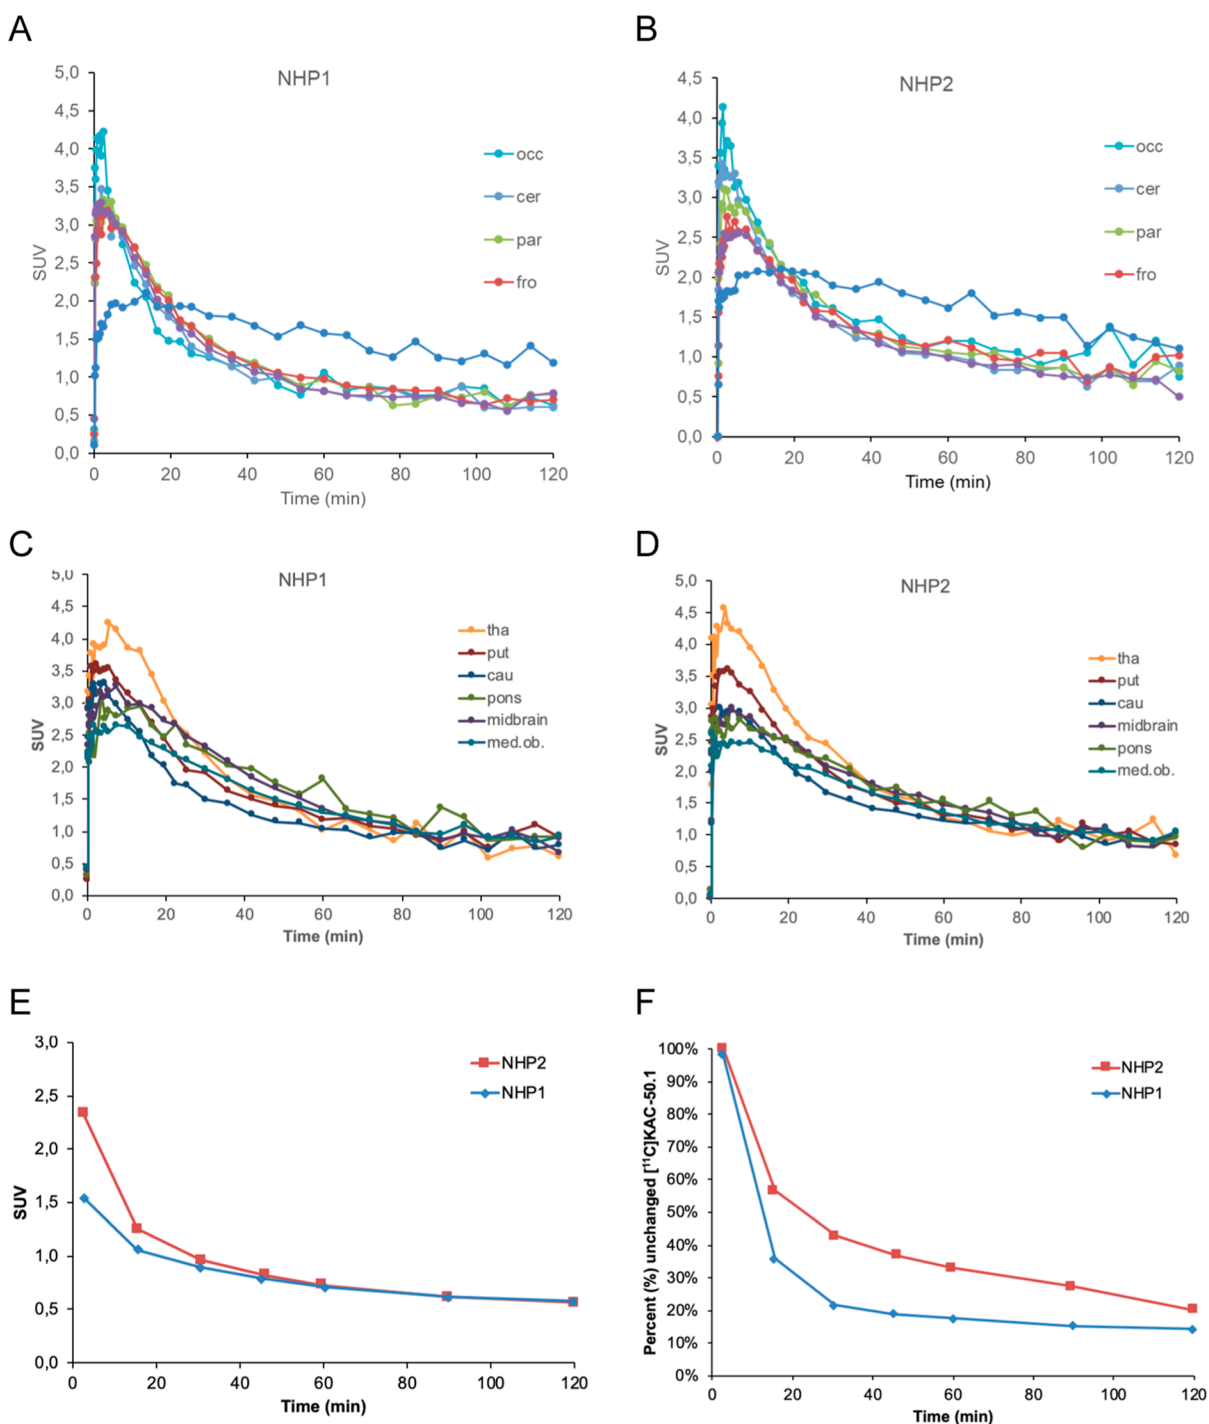 A
NHP1
5,0
4,5
4,0
3,5
3,0
2,5
2,0
1,5
1,0
0,5
0,0
SUV
occ
cer
par
fro
0 20 40 60 80 100 120
Time (min)
B
NHP2
4,5
4,0
3,5
3,0
2,5
2,0
1,5
1,0
0,5
0,0
SUV
occ
cer
par
fro
0 20 40 60 80 100 120
Time (min)
C
NHP1
5,0
4,5
4,0
3,5
3,0
2,5
2,0
1,5
1,0
0,5
0,0
SUV
tha
put
cau
pons
midbrain
med.ob.
0 20 40 60 80 100 120
Time (min)
D
NHP2
5,0
4,5
4,0
3,5
3,0
2,5
2,0
1,5
1,0
0,5
0,0
SUV
tha
put
cau
midbrain
pons
med.ob.
0 20 40 60 80 100 120
Time (min)
E
3,0
2,5
2,0
1,5
1,0
0,5
0,0
SUV
NHP2
NHP1
0 20 40 60 80 100 120
Time (min)
F
100%
90%
80%
70%
60%
50%
40%
30%
20%
10%
0%
Percent (%) unchanged [¹¹C]KAC-50.1
NHP2
NHP1
0 20 40 60 80 100 120
Time (min)